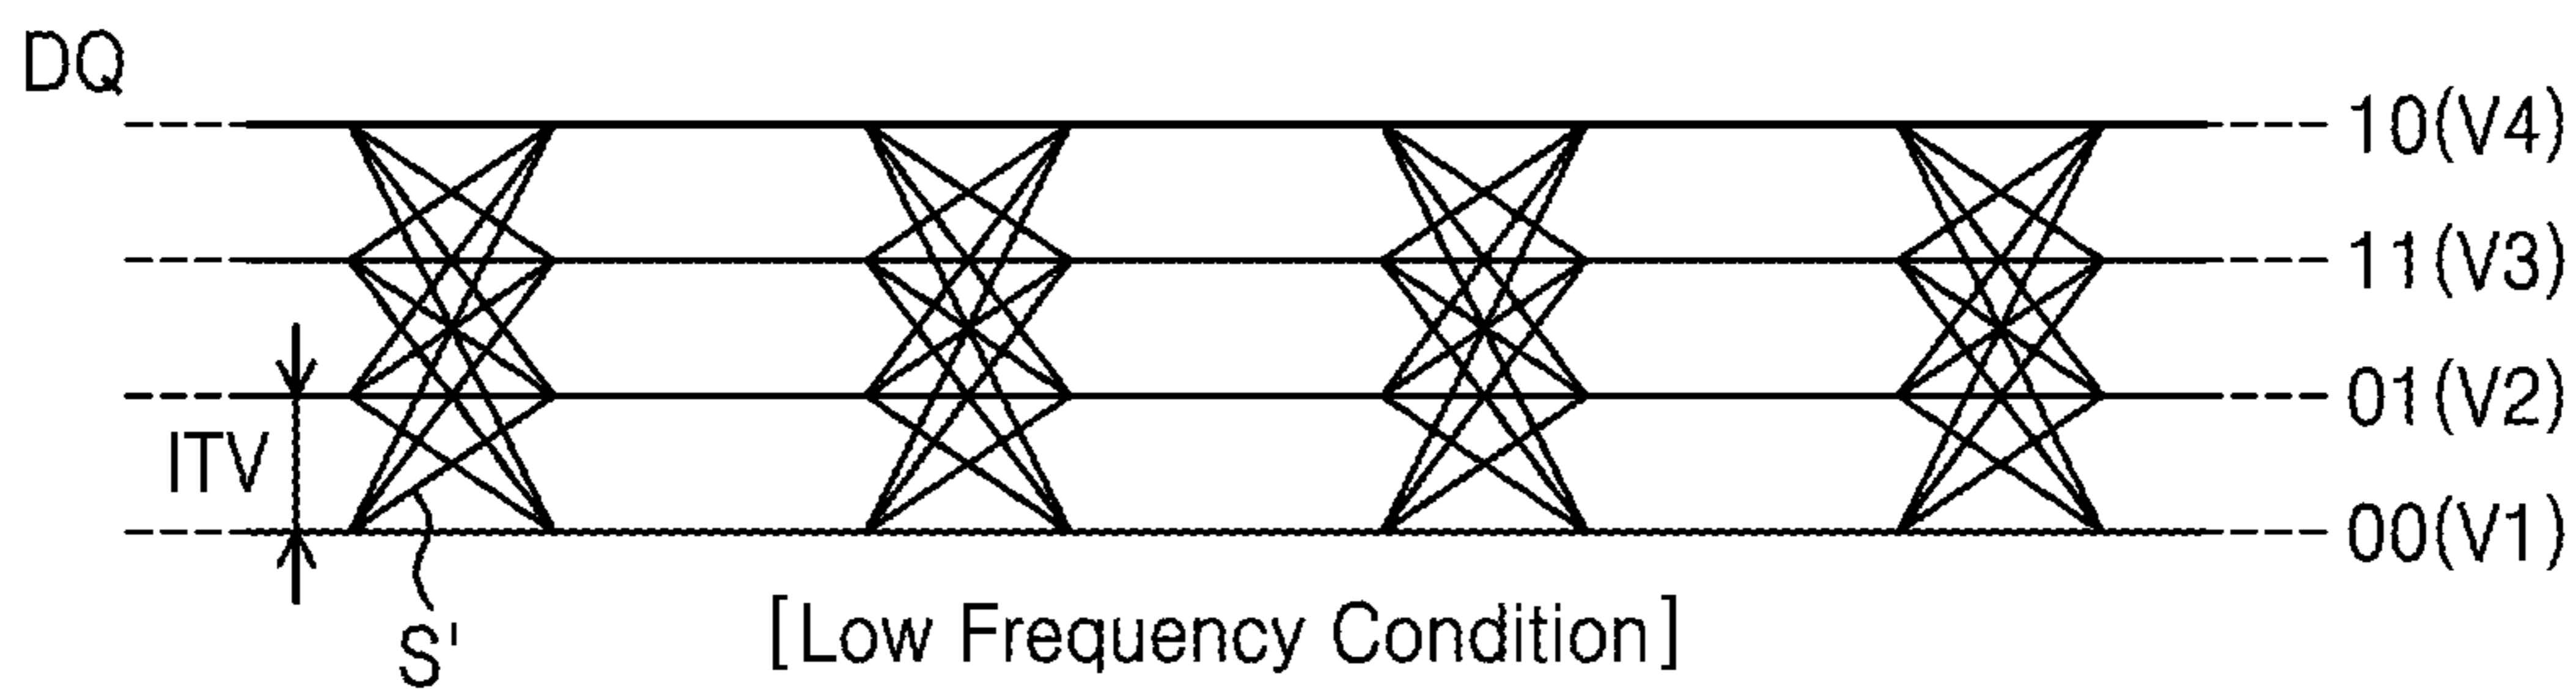 DQ
10(V4)
11(V3)
01(V2)
ITV
00(V1)
S'
[Low Frequency Condition]